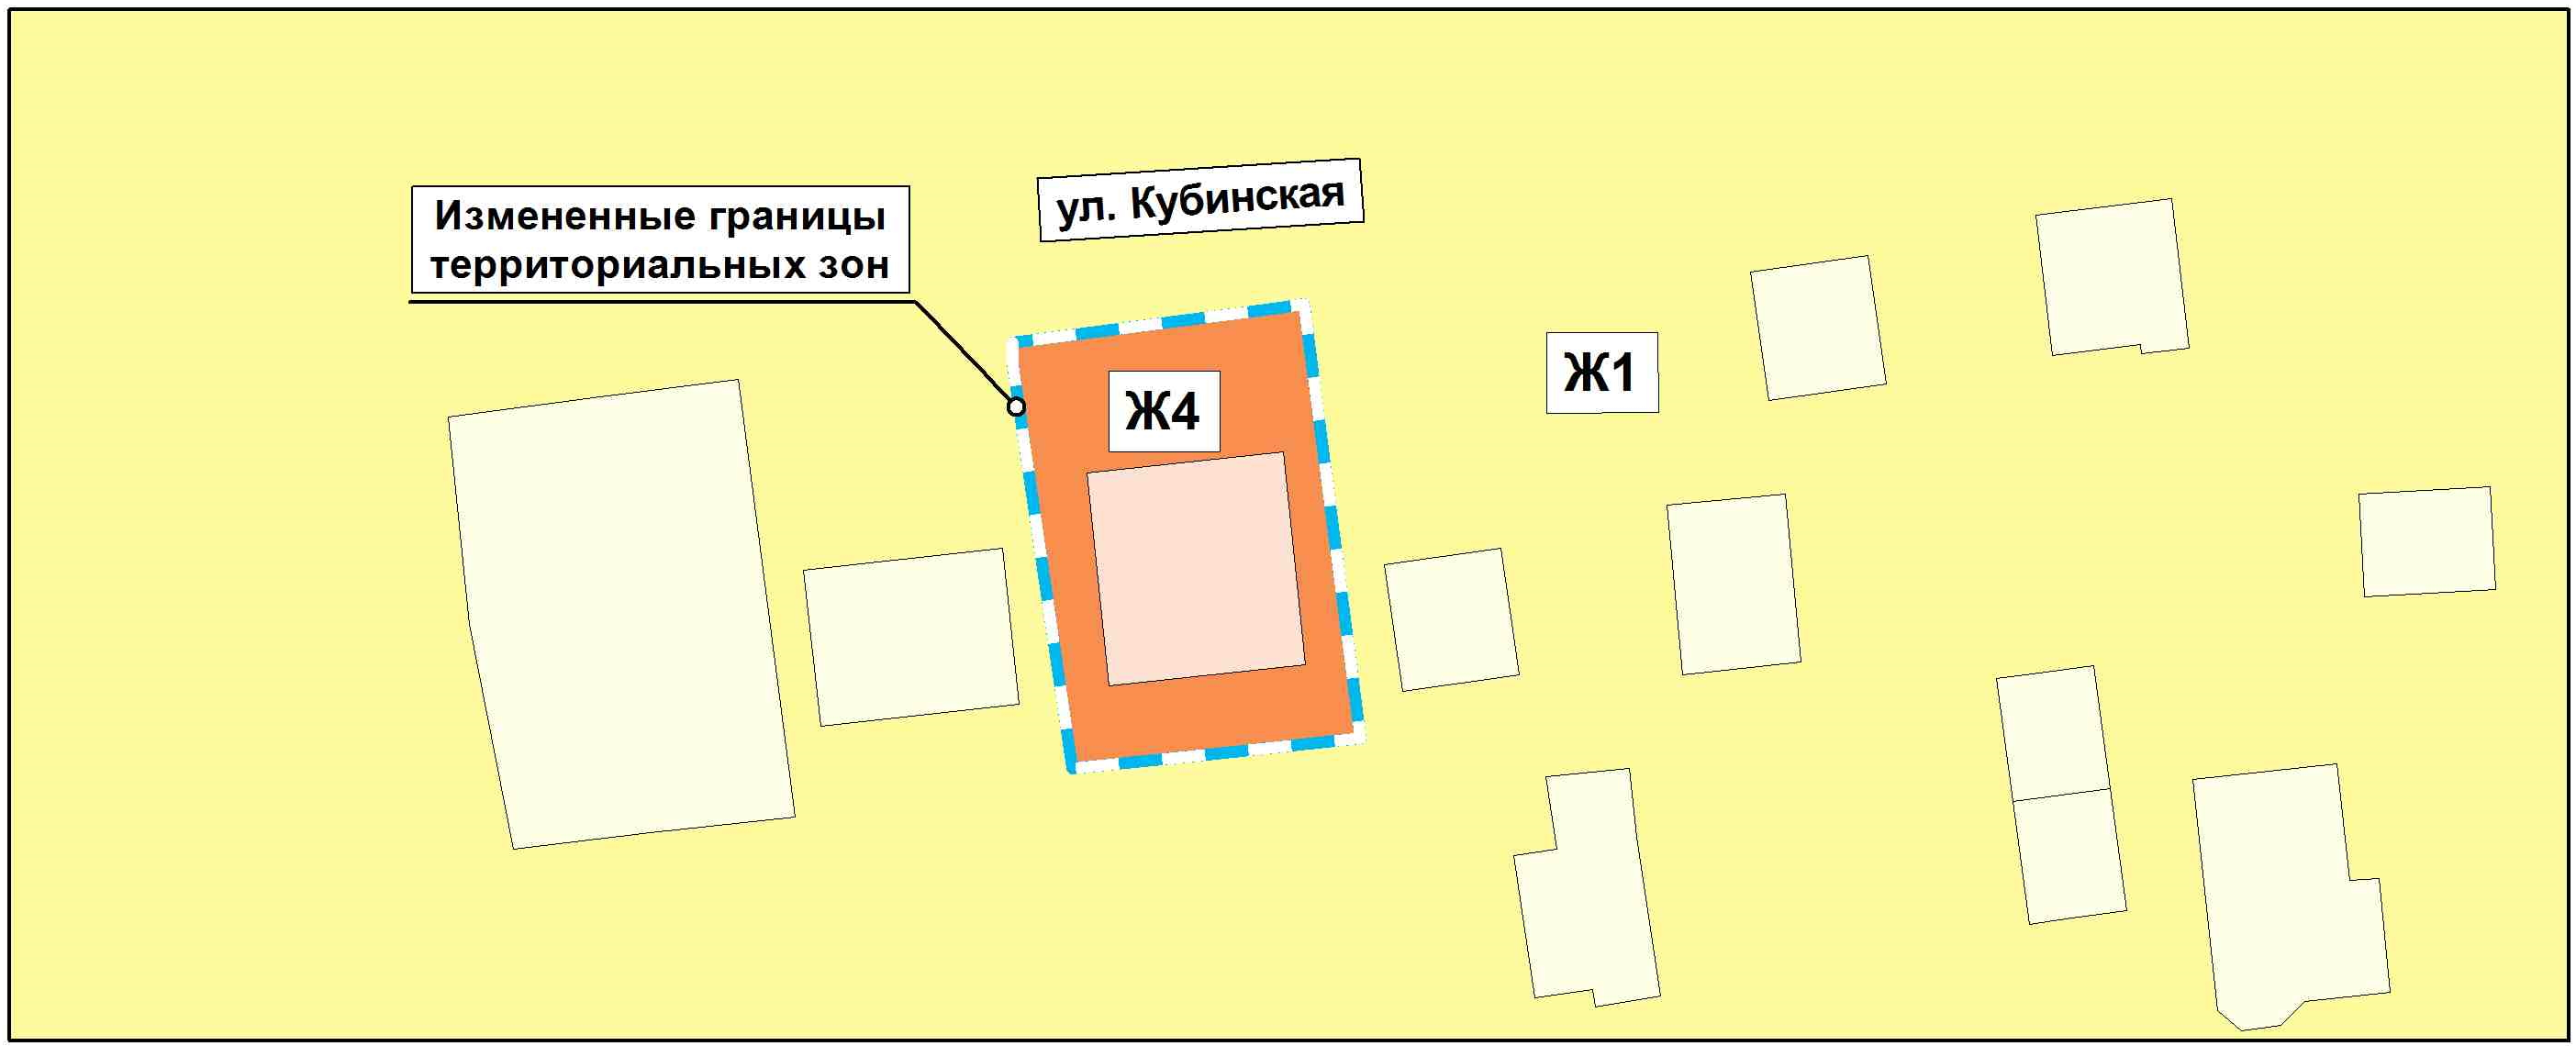 ул. Кубинская
Измененные границы
территориальных зон
Ж1
Ж4